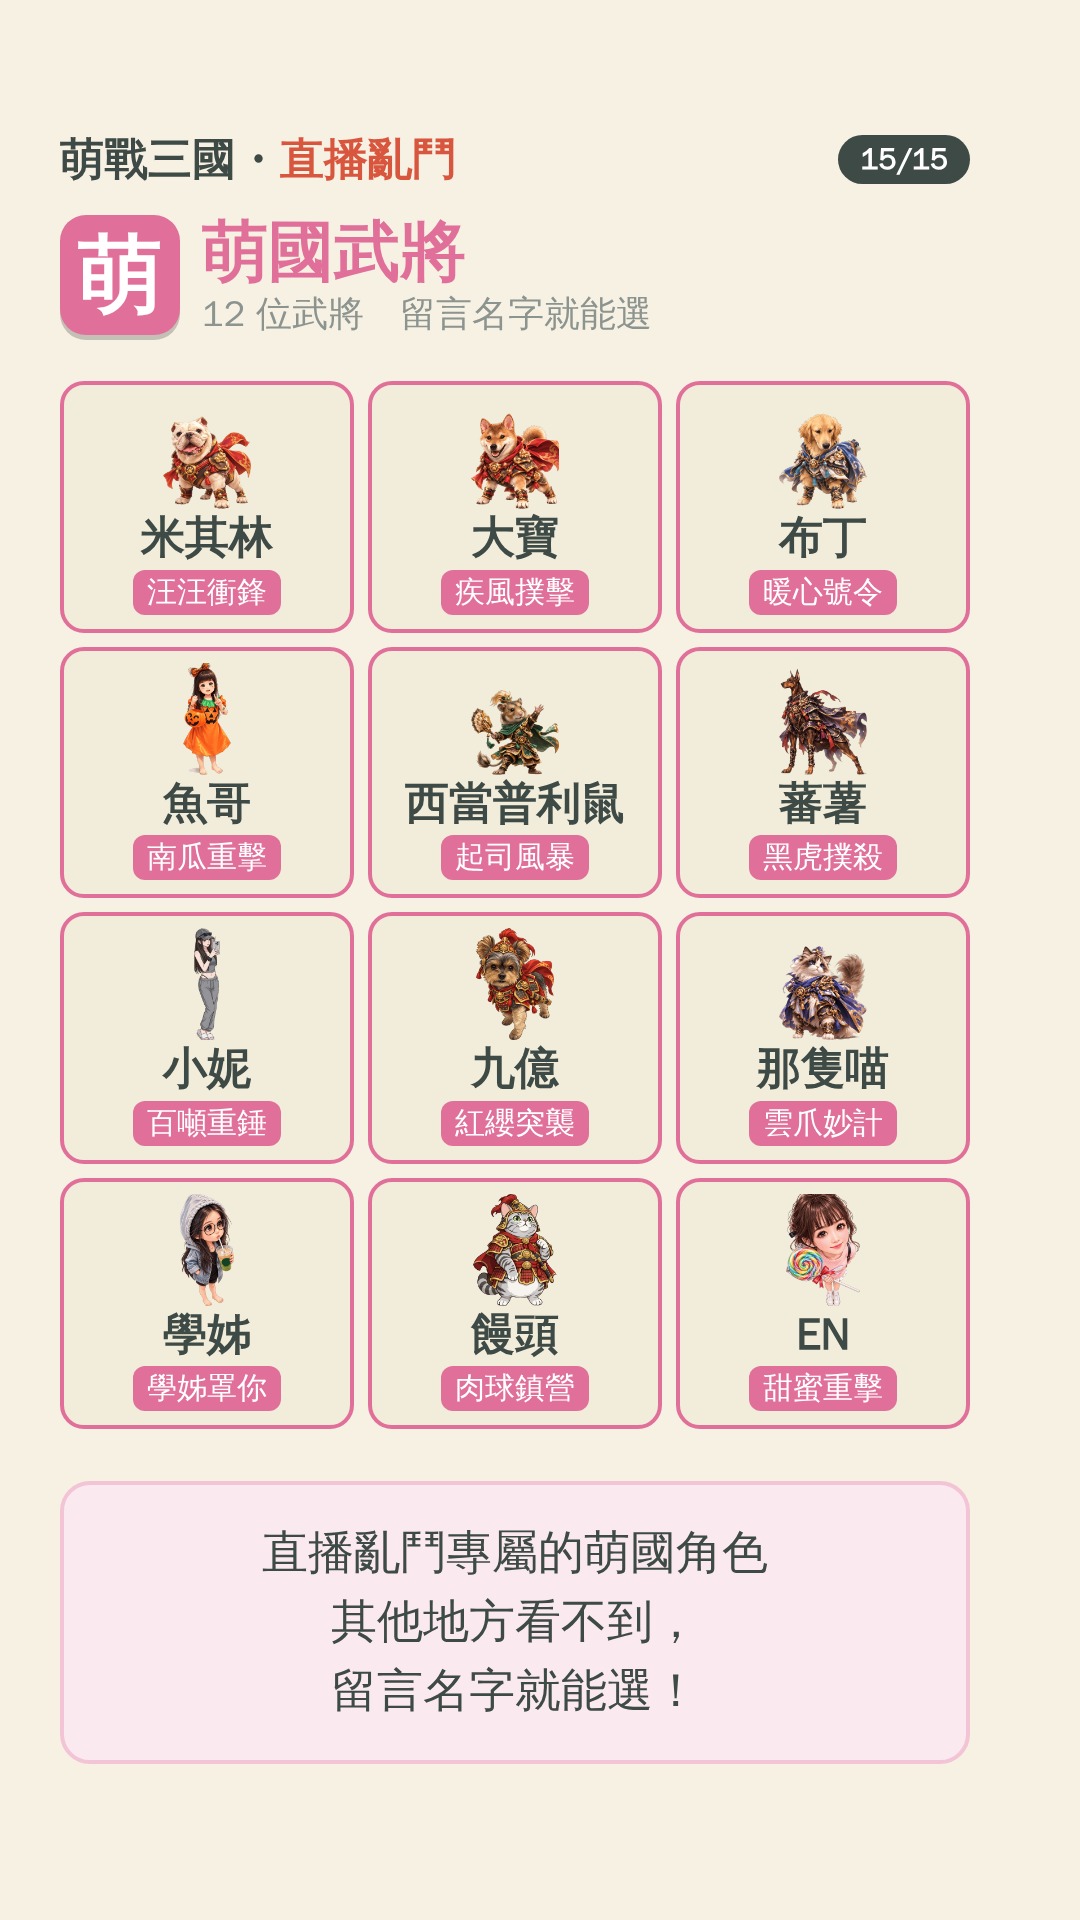 萌戰三國・直播亂鬥
15/15
萌
萌國武將
12 位武將　留言名字就能選
米其林
汪汪衝鋒
大寶
疾風撲擊
布丁
暖心號令
魚哥
南瓜重擊
西當普利鼠
起司風暴
蕃薯
黑虎撲殺
小妮
百噸重錘
九億
紅纓突襲
那隻喵
雲爪妙計
學姊
學姊罩你
饅頭
肉球鎮營
EN
甜蜜重擊
直播亂鬥專屬的萌國角色
其他地方看不到，
留言名字就能選！